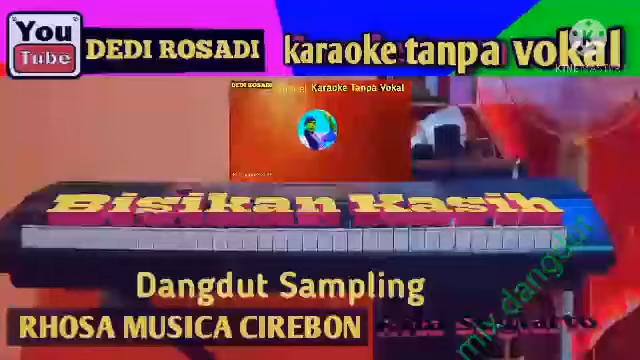 You Tube
DEDI ROSADI
karaoke tanpa vokal
DEDI ROSADI
Karaoke Tanpa Vokal
Bisikan Kasih
Dangdut Sampling
RHOSA MUSICA CIREBON
my dangdut